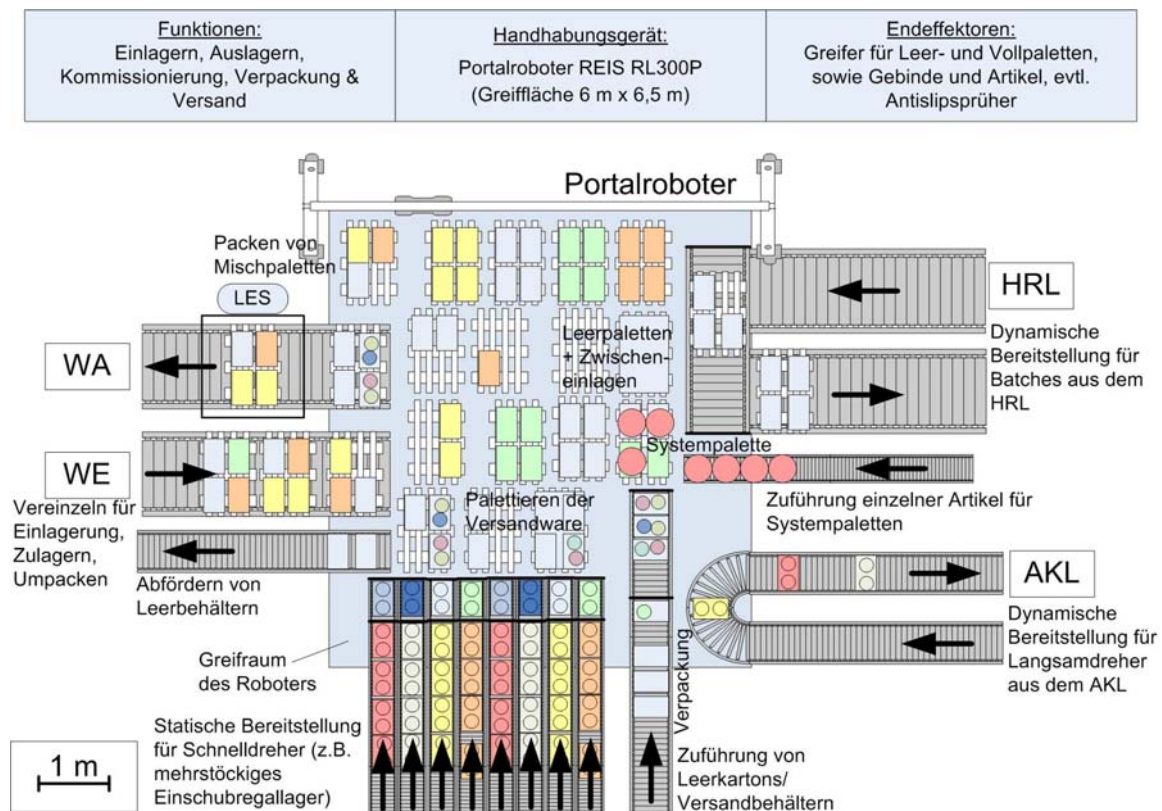 Funktionen:
Einlagern, Auslagern,
Kommissionierung, Verpackung &
Versand
Handhabungsgerät:
Portalroboter REIS RL300P
(Greiffläche 6 m x 6,5 m)
Endeffektoren:
Greifer für Leer- und Vollpaletten,
sowie Gebinde und Artikel, evtl.
Antislipsprüher
Portalroboter
Packen von
Mischpaletten
LES
WA
HRL
Dynamische
Bereitstellung für
Batches aus dem
HRL
Leerpaletten
+ Zwischen-
einlagen
WE
Vereinzeln für
Einlagerung,
Zulagern,
Umpacken
Systempalette
Zuführung einzelner Artikel für
Systempaletten
Palettieren der
Versandware
Abfördern von
Leerbehältern
AKL
Dynamische
Bereitstellung für
Langsamdreher
aus dem AKL
Greifraum
des Roboters
Verpackung
Statische Bereitstellung
für Schnelldreher (z.B.
mehrstöckiges
Einschubregallager)
Zuführung von
Leerkartons/
Versandbehältern
1 m